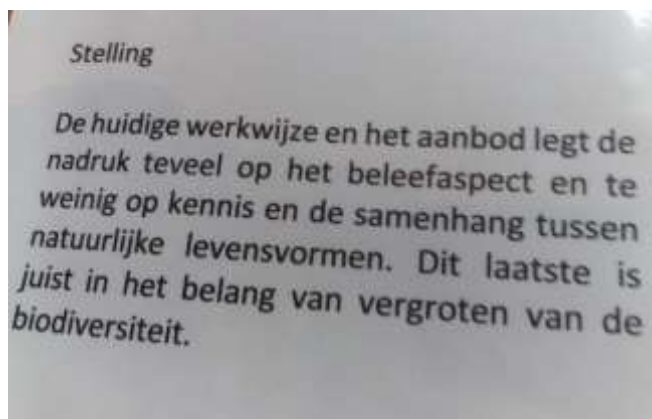 Stelling
De huidige werkwijze en het aanbod legt de
nadruk teveel op het beleefaspect en te
weinig op kennis en de samenhang tussen
natuurlijke levensvormen. Dit laatste is
juist in het belang van vergroten van de
biodiversiteit.